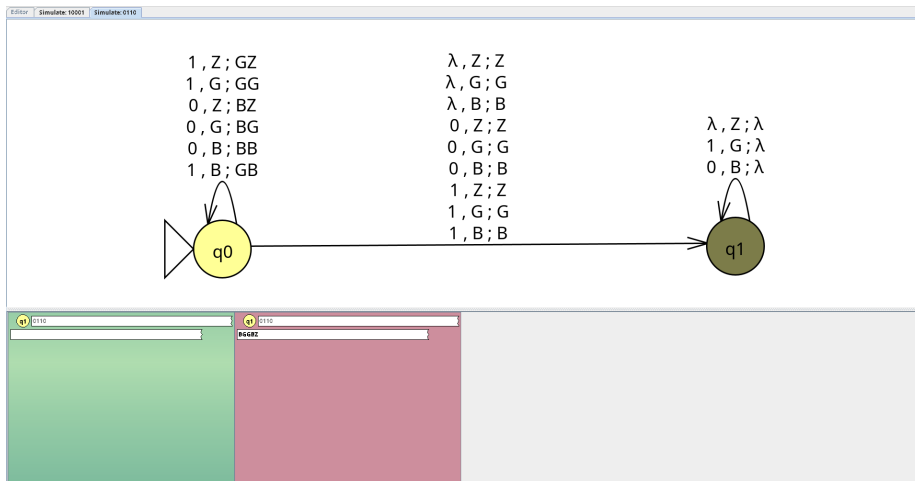 Editor Simulate: 10001 Simulate: 0110
1 , Z ; GZ
1 , G ; GG
0 , Z ; BZ
0 , G ; BG
0 , B ; BB
1 , B ; GB
λ , Z ; Z
λ , G ; G
λ , B ; B
0 , Z ; Z
0 , G ; G
0 , B ; B
1 , Z ; Z
1 , G ; G
1 , B ; B
λ , Z ; λ
1 , G ; λ
0 , B ; λ
q0
q1
q1 0110
q1 0110
BGGBZ